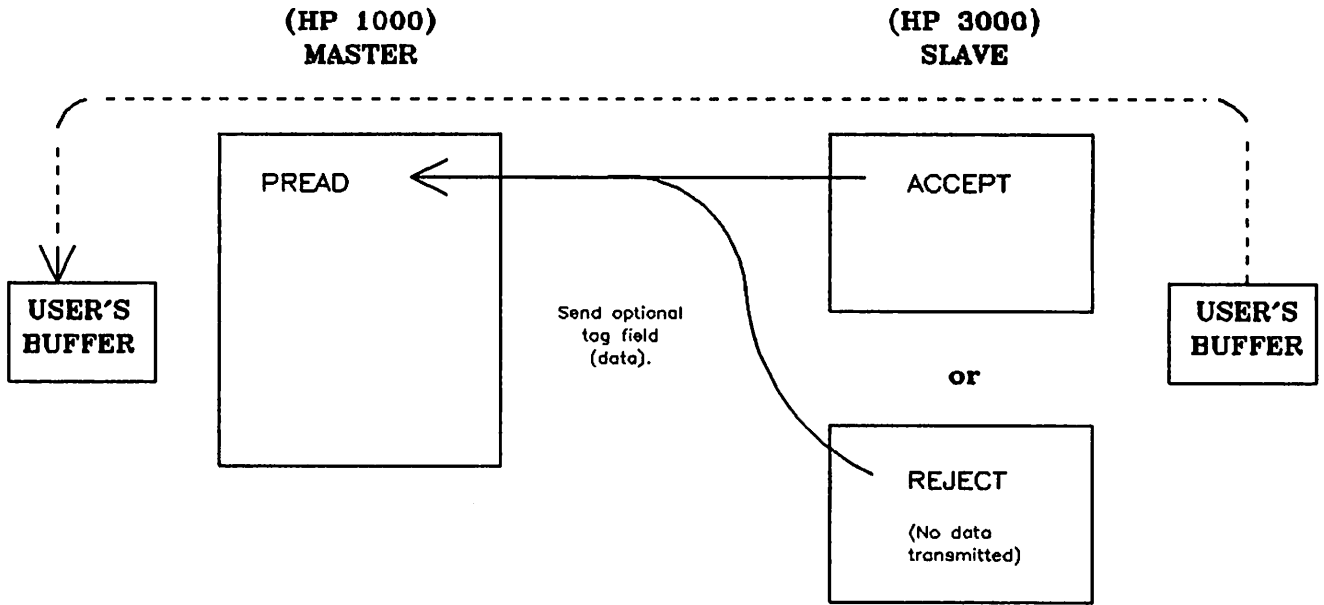 (HP 1000)
MASTER
(HP 3000)
SLAVE
PREAD
ACCEPT
USER'S
BUFFER
Send optional
tag field
(data).
USER'S
BUFFER
or
REJECT
(No data
transmitted)